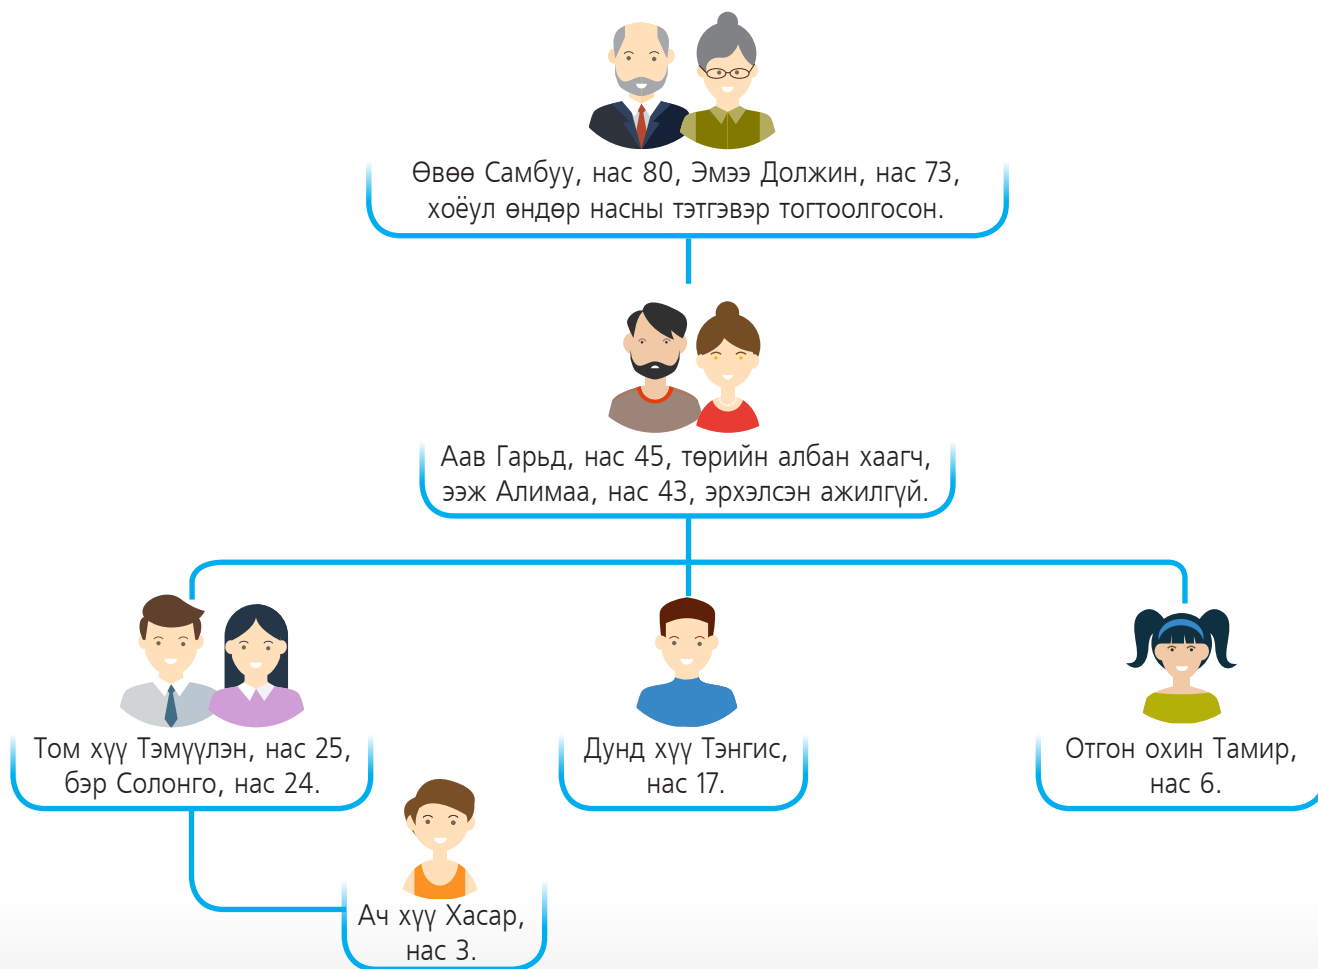 Өвөө Самбуу, нас 80, Эмээ Должин, нас 73,
хоёул өндөр насны тэтгэвэр тогтоолгосон.
Аав Гарьд, нас 45, төрийн албан хаагч,
ээж Алимаа, нас 43, эрхэлсэн ажилгүй.
Том хүү Тэмүүлэн, нас 25,
бэр Солонго, нас 24.
Дунд хүү Тэнгис,
нас 17.
Отгон охин Тамир,
нас 6.
Ач хүү Хасар,
нас 3.